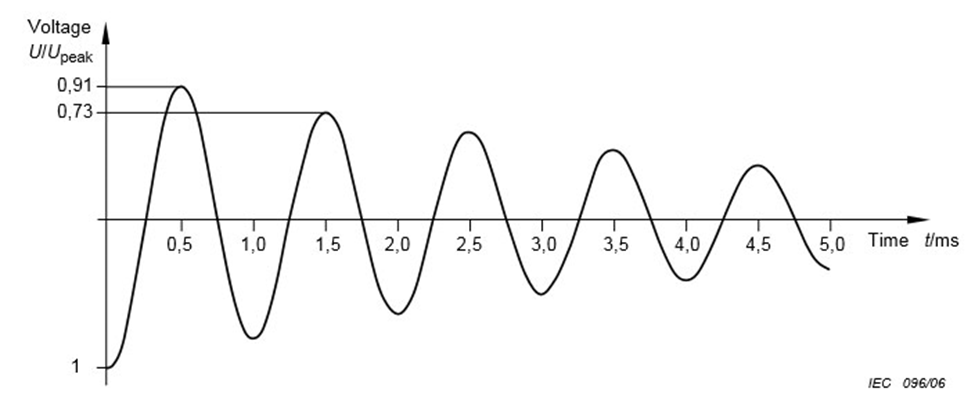 Voltage
U/Upeak
0,91
0,73
0,5 1,0 1,5 2,0 2,5 3,0 3,5 4,0 4,5 5,0 Time t/ms
1
IEC 096/06